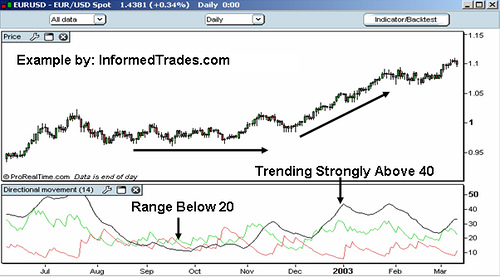 EURUSD - EUR/USD Spot 1.4381 (+0.34%) Daily 0:00
All data Daily Indicator/Backtest
Price
Example by: InformedTrades.com
1.15
1.1
1.05
1
0.95
Trending Strongly Above 40
© ProRealTime.com Data is end of day
Directional movement (14)
Range Below 20
50
40
30
20
10
Jul Aug Sep Oct Nov Dec 2003 Feb Mar